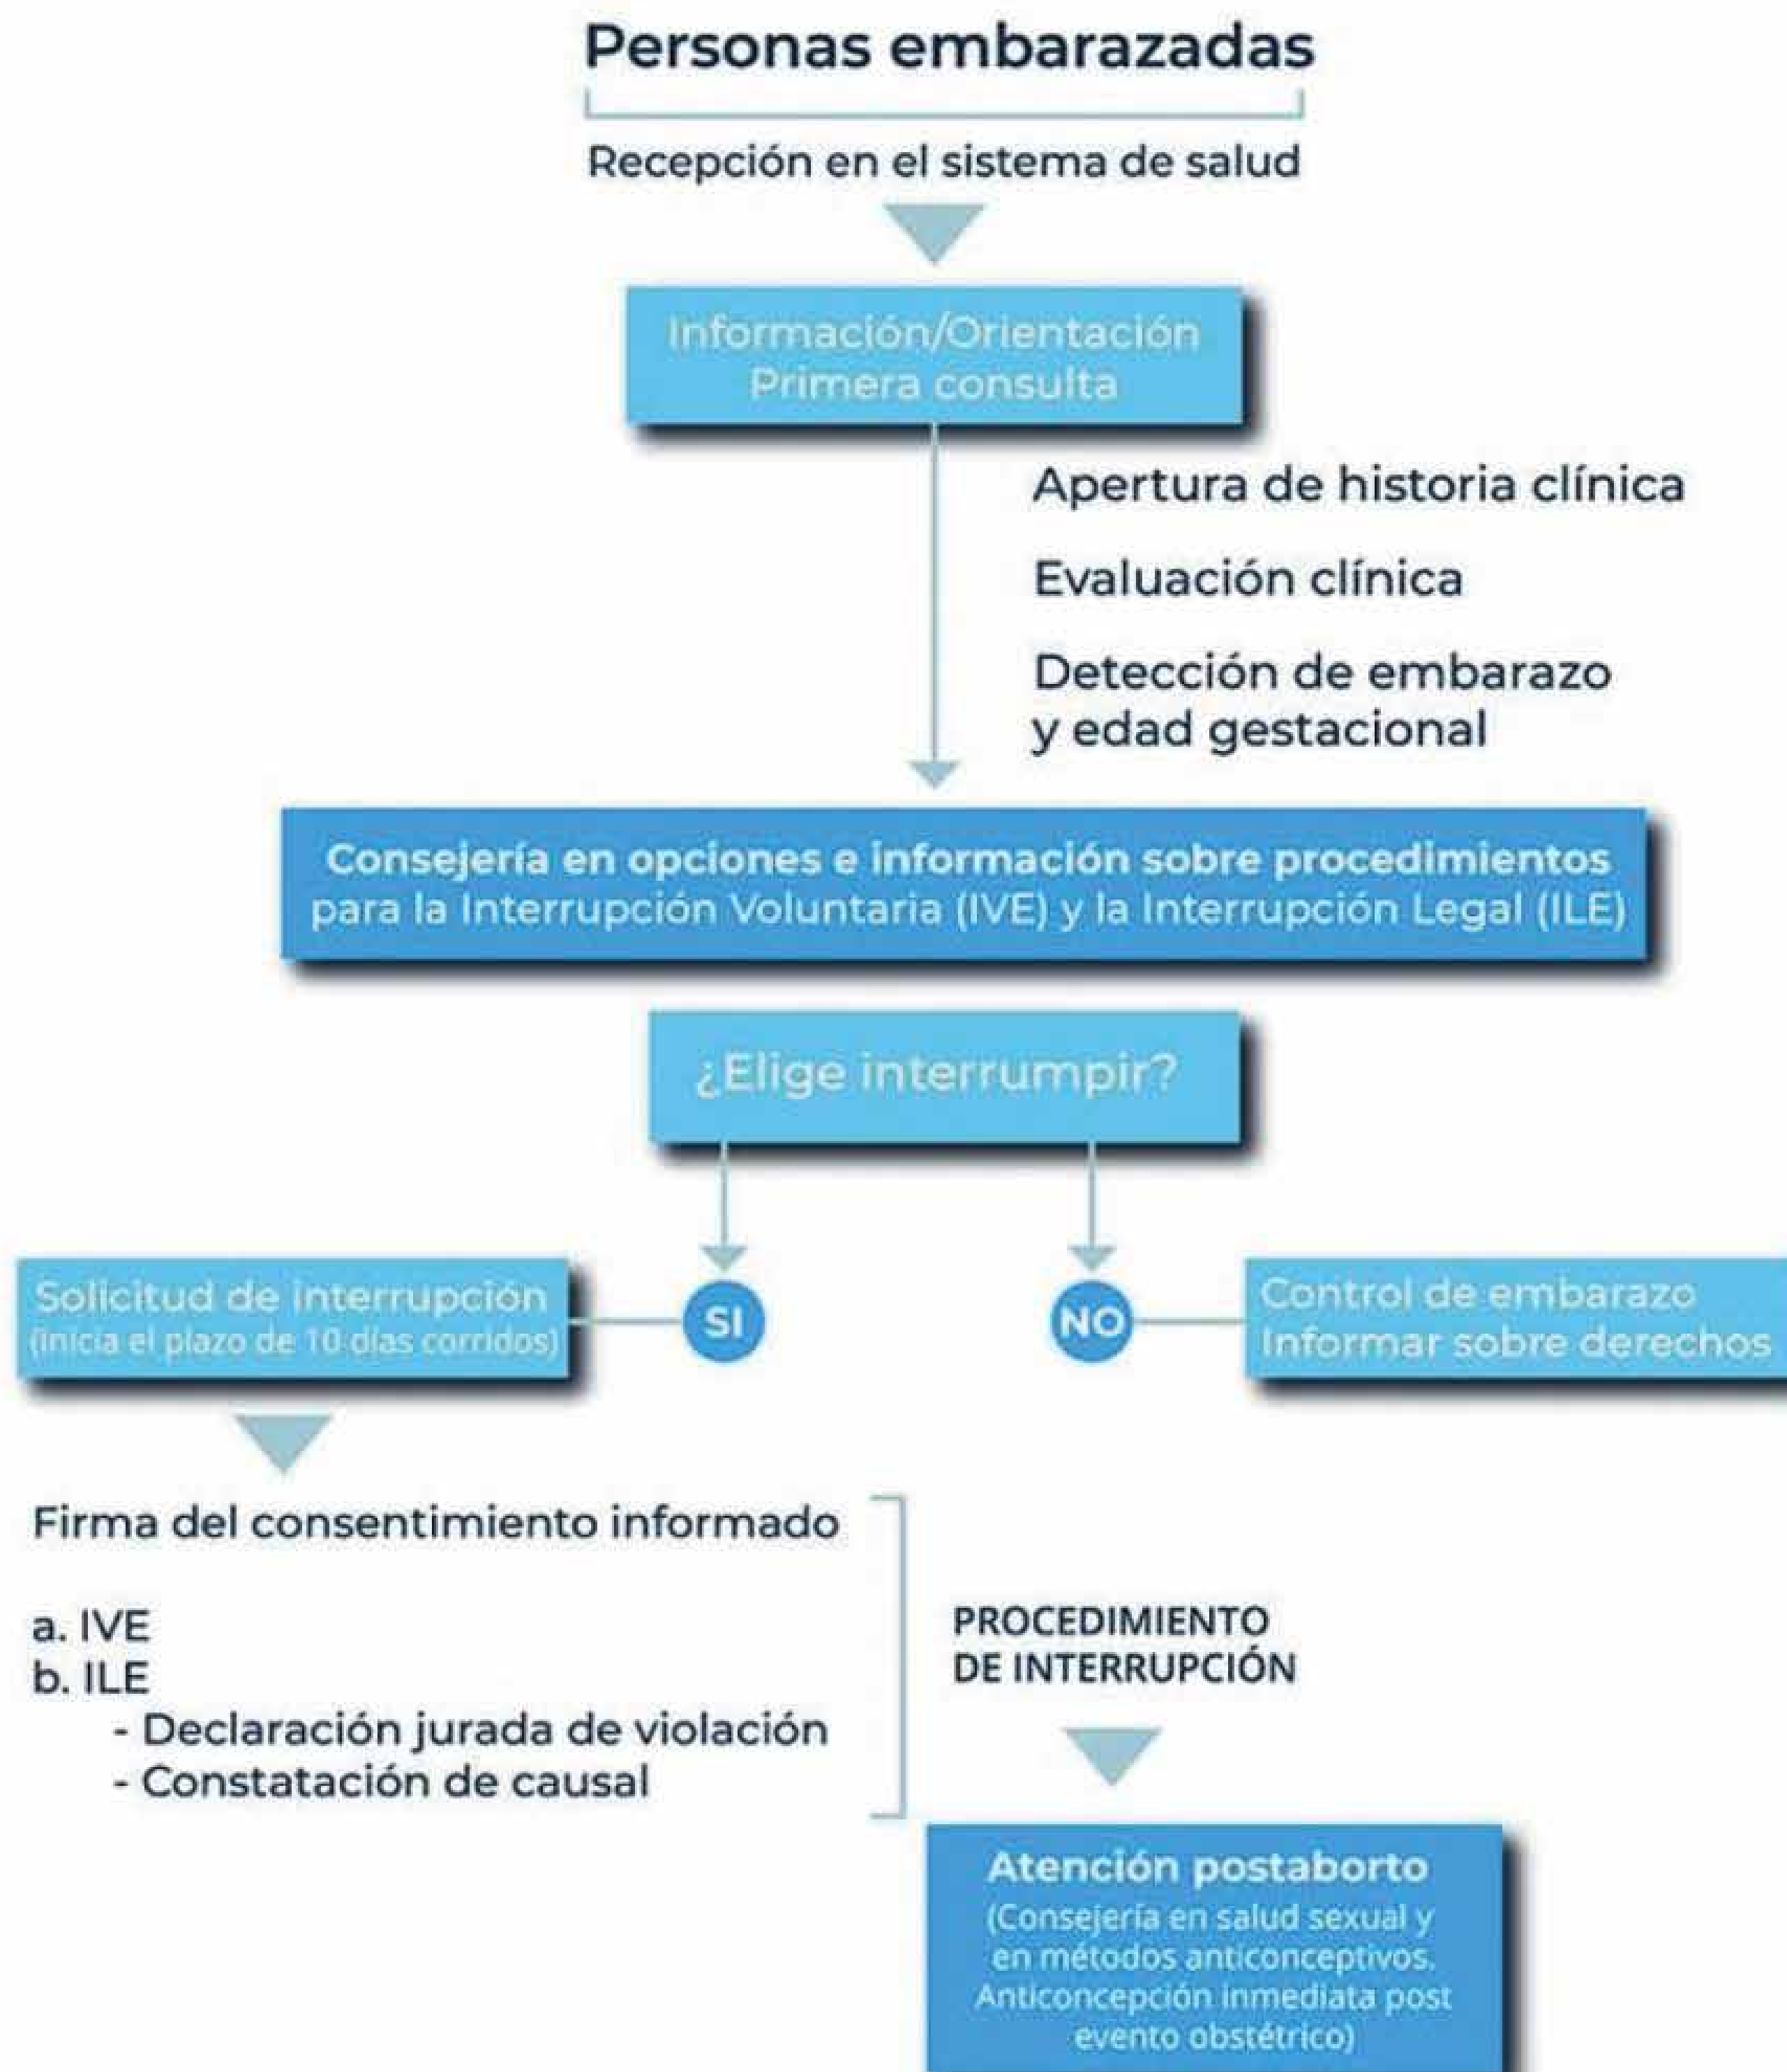 Personas embarazadas
Recepción en el sistema de salud
Información/Orientación
Primera consulta
Apertura de historia clínica
Evaluación clínica
Detección de embarazo
y edad gestacional
Consejería en opciones e información sobre procedimientos
para la Interrupción Voluntaria (IVE) y la Interrupción Legal (ILE)
¿Elige interrumpir?
SI
NO
Solicitud de interrupción
(inicia el plazo de 10 días corridos)
Control de embarazo
Informar sobre derechos
Firma del consentimiento informado
a. IVE
b. ILE
- Declaración jurada de violación
- Constatación de causal
PROCEDIMIENTO
DE INTERRUPCIÓN
Atención postaborto
(Consejería en salud sexual y
en métodos anticonceptivos.
Anticoncepción inmediata post
evento obstétrico)